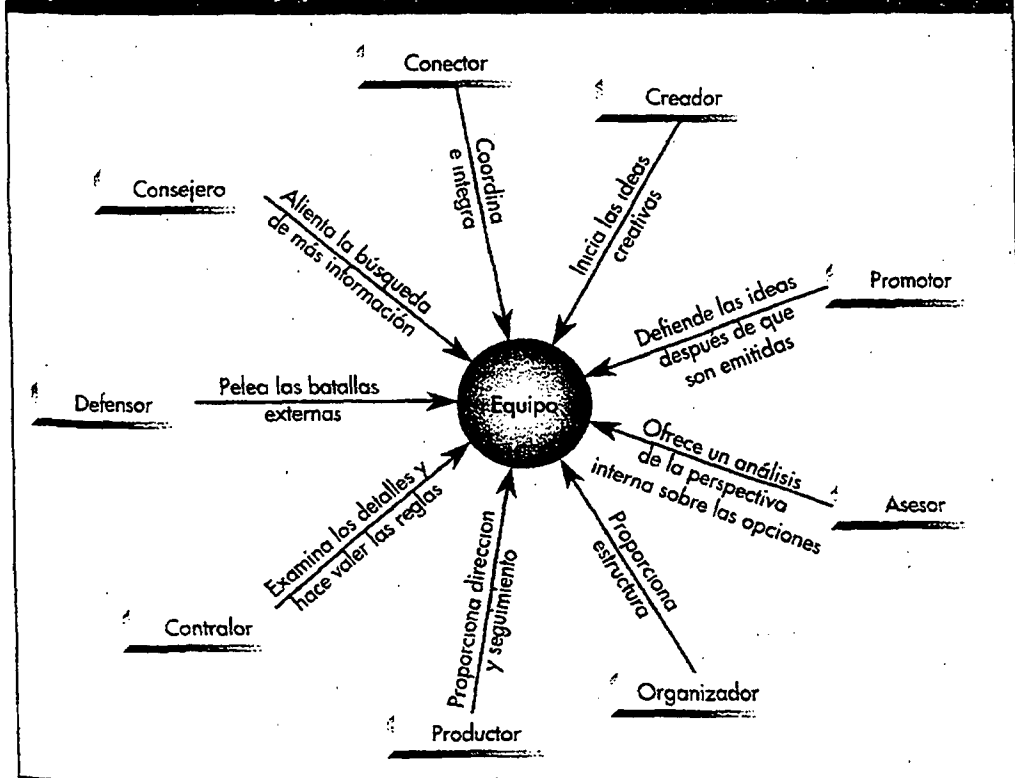 Conector
Coordina
e integra
Creador
Inicia las ideas
creativas
Promotor
Defiende las ideas
después de que
son emitidas
Asesor
Ofrece un análisis
de la perspectiva
interna sobre las opciones
Organizador
Proporciona
estructura
Productor
Proporciona direccion
y seguimiento
Contralor
Examina los detalles y
hace valer las reglas
Defensor
Pelea las batallas
externas
Consejero
Alienta la búsqueda
de más información
Equipo